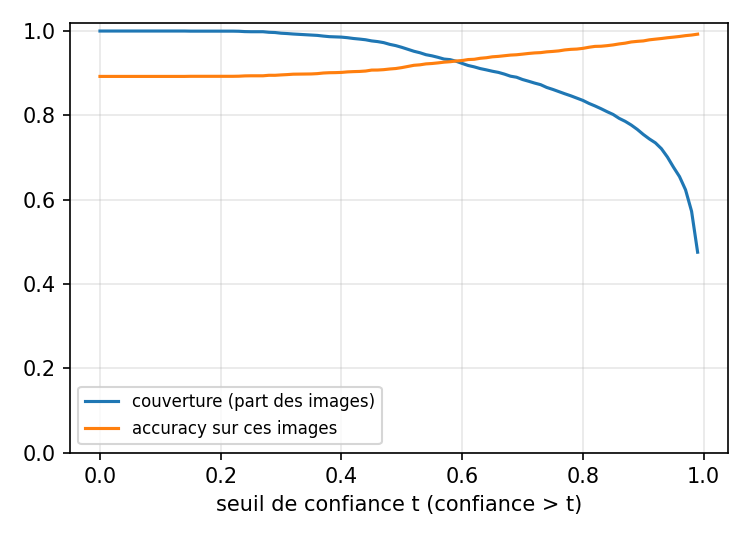 1.0
0.8
0.6
0.4
0.2
0.0
couverture (part des images)
accuracy sur ces images
0.0 0.2 0.4 0.6 0.8 1.0
seuil de confiance t (confiance > t)